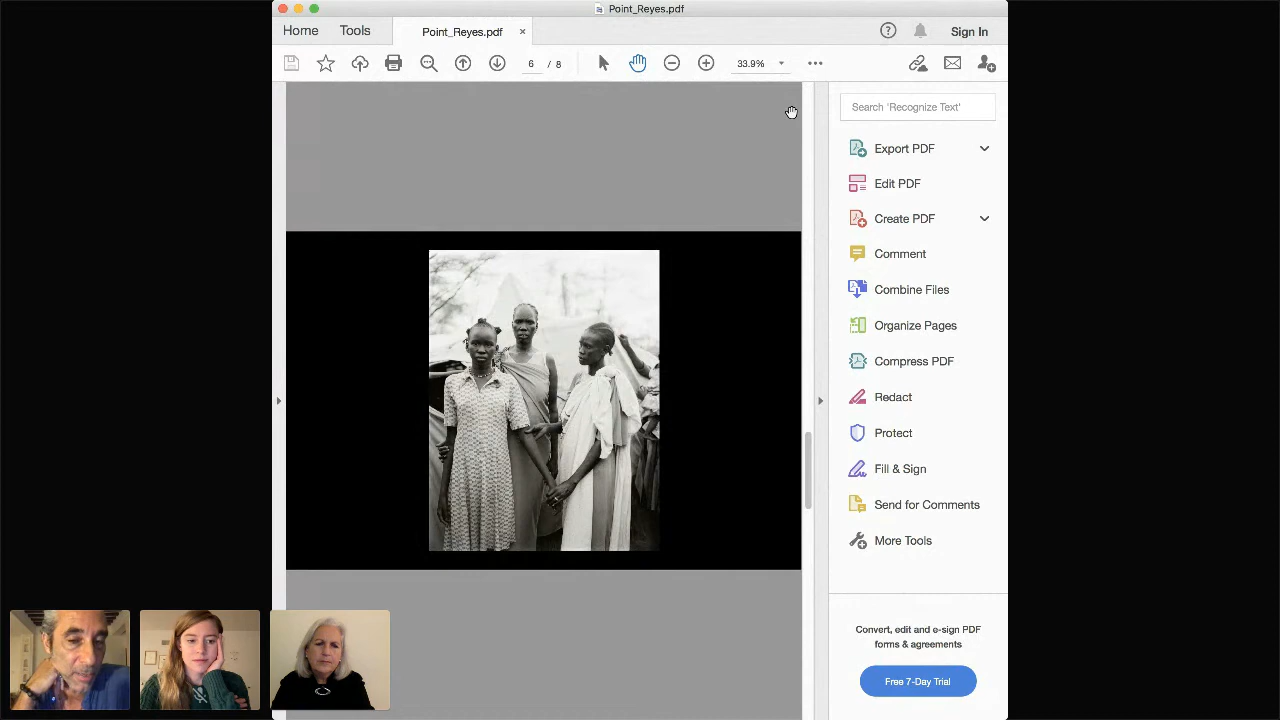 Point_Reyes.pdf
Home Tools Point_Reyes.pdf × ? Sign In
6 / 8 33.9%
Search 'Recognize Text'
Export PDF
Edit PDF
Create PDF
Comment
Combine Files
Organize Pages
Compress PDF
Redact
Protect
Fill & Sign
Send for Comments
More Tools
Convert, edit and e-sign PDF
forms & agreements
Free 7-Day Trial